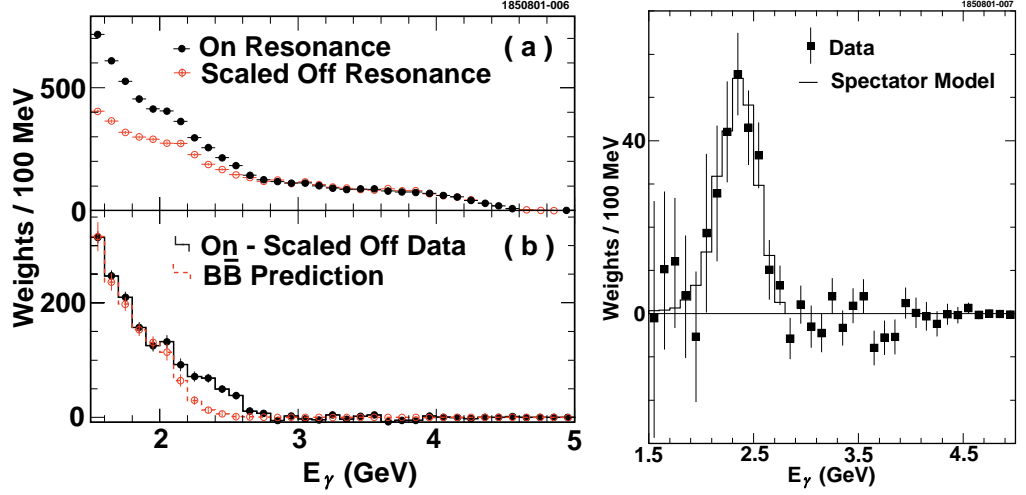 1850801-006
( a )
On Resonance
Scaled Off Resonance
500
0
Weights / 100 MeV
( b )
On - Scaled Off Data
BB̅ Prediction
200
0
2
3
4
5
Eγ (GeV)
1850801-007
Data
Spectator Model
40
0
Weights / 100 MeV
1.5
2.5
3.5
4.5
Eγ (GeV)